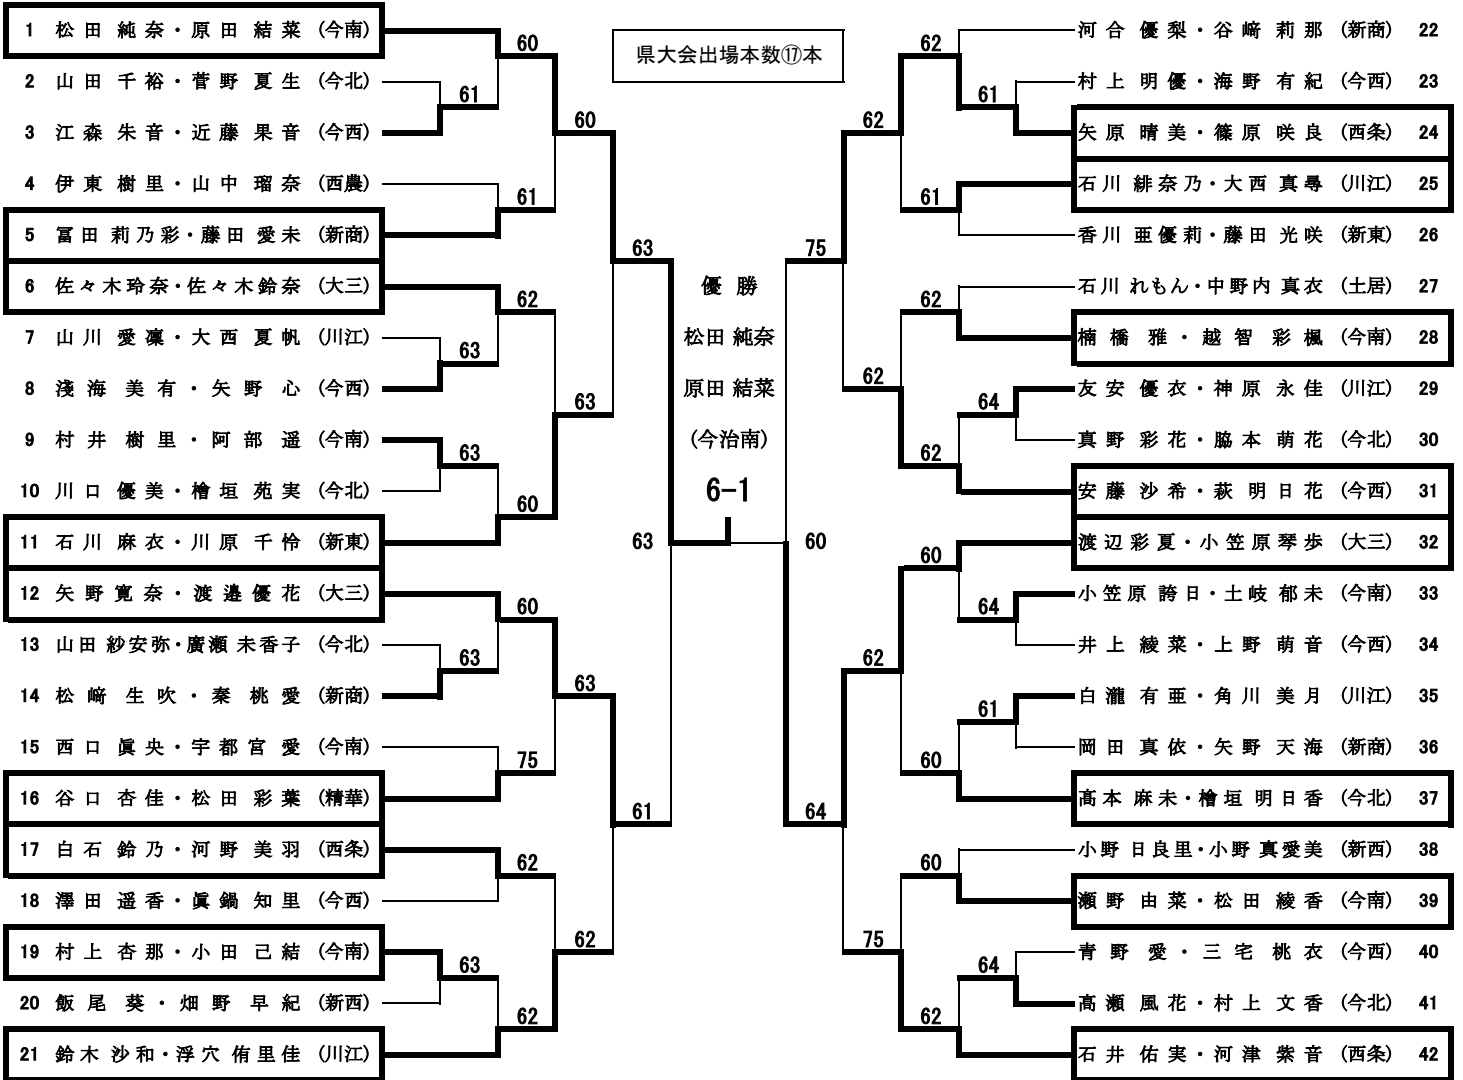 県大会出場本数⑰本
1 松田 純奈・原田 結菜 (今南)
2 山田 千裕・菅野 夏生 (今北)
3 江森 朱音・近藤 果音 (今西)
4 伊東 樹里・山中 瑠奈 (西農)
5 冨田 莉乃彩・藤田 愛未 (新商)
6 佐々木玲奈・佐々木鈴奈 (大三)
7 山川 愛凜・大西 夏帆 (川江)
8 淺海 美有・矢野 心 (今西)
9 村井 樹里・阿部 遥 (今南)
10 川口 優美・檜垣 苑実 (今北)
11 石川 麻衣・川原 千怜 (新東)
12 矢野 寛奈・渡邉 優花 (大三)
13 山田 紗安弥・廣瀬 未香子 (今北)
14 松﨑 生吹・秦 桃愛 (新商)
15 西口 眞央・宇都宮 愛 (今南)
16 谷口 杏佳・松田 彩葉 (精華)
17 白石 鈴乃・河野 美羽 (西条)
18 澤田 遥香・眞鍋 知里 (今西)
19 村上 杏那・小田 己結 (今南)
20 飯尾 葵・畑野 早紀 (新西)
21 鈴木 沙和・浮穴 侑里佳 (川江)
61
63
63
63
63
60
61
62
60
60
75
62
62
60
63
63
62
63
61
63
優勝
松田 純奈
原田 結菜
(今治南)
6-1
60
75
64
62
62
62
75
62
61
62
62
60
60
60
62
61
64
64
61
64
河合 優梨・谷﨑 莉那 (新商) 22
村上 明優・海野 有紀 (今西) 23
矢原 晴美・篠原 咲良 (西条) 24
石川 緋奈乃・大西 真尋 (川江) 25
香川 亜優莉・藤田 光咲 (新東) 26
石川 れもん・中野内 真衣 (土居) 27
楠橋 雅・越智 彩楓 (今南) 28
友安 優衣・神原 永佳 (川江) 29
真野 彩花・脇本 萌花 (今北) 30
安藤 沙希・萩 明日花 (今西) 31
渡辺彩夏・小笠原琴歩 (大三) 32
小笠原 誇日・土岐 郁未 (今南) 33
井上 綾菜・上野 萌音 (今西) 34
白瀧 有亜・角川 美月 (川江) 35
岡田 真依・矢野 天海 (新商) 36
髙本 麻未・檜垣 明日香 (今北) 37
小野 日良里・小野 真愛美 (新西) 38
瀬野 由菜・松田 綾香 (今南) 39
青野 愛・三宅 桃衣 (今西) 40
高瀬 風花・村上 文香 (今北) 41
石井 佑実・河津 紫音 (西条) 42